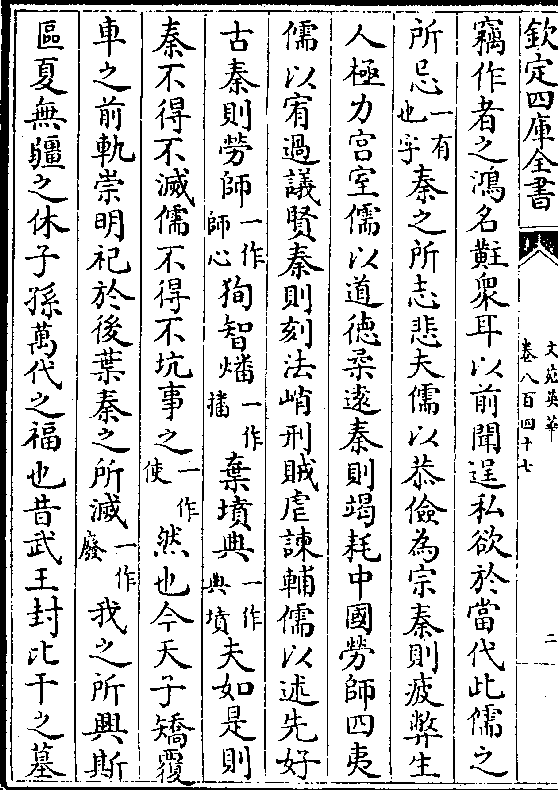 欽定四庫全書
文苑英華
卷八百四十七
二
竊作者之鴻名黈衆耳以前聞逞私欲於當代此儒之
所忌一有也字秦之所志悲夫儒以恭儉為宗秦則疲弊生
人極力宫室儒以道德柔逺秦則竭耗中國勞師四夷
儒以宥過議賢秦則刻法峭刑賊虐諫輔儒以述先好
古秦則勞師一作師心狥智燔一作播棄墳典一作典墳夫如是則
秦不得不滅儒不得不坑事之一作使然也今天子矯覆
車之前軌崇明祀於後葉秦之所滅一作廢我之所興斯
區夏無疆之休子孫萬代之福也昔武王封比干之墓